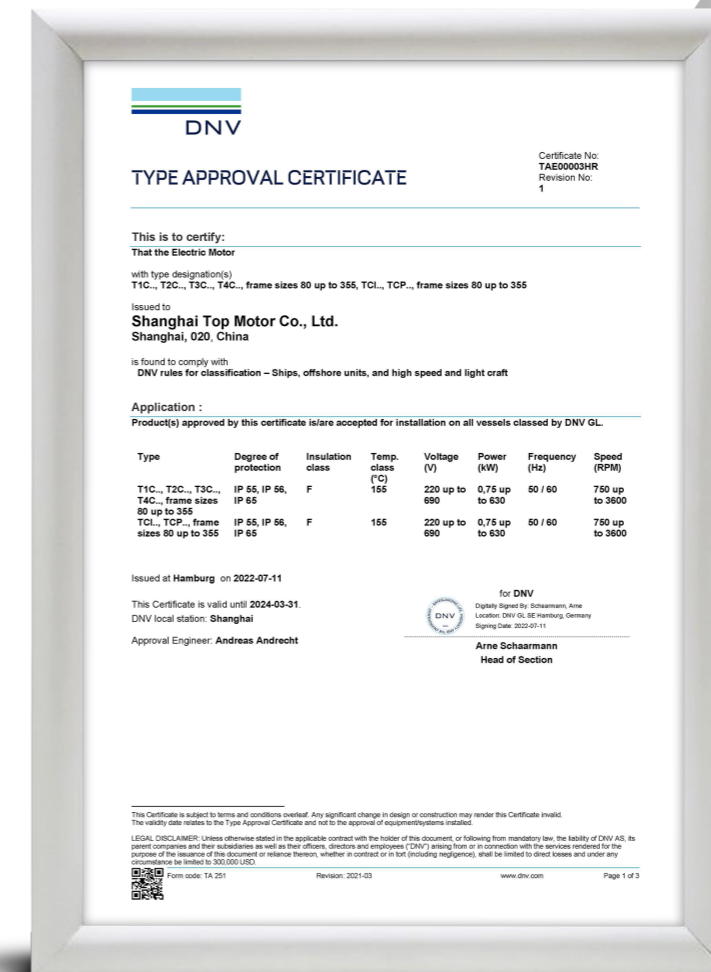 DNV
Certificate No:
TAE00003HR
Revision No:
1
TYPE APPROVAL CERTIFICATE
This is to certify:
That the Electric Motor
with type designation(s)
T1C.., T2C.., T3C.., T4C.., frame sizes 80 up to 355, TCI.., TCP.., frame sizes 80 up to 355
Issued to
Shanghai Top Motor Co., Ltd.
Shanghai, 020, China
is found to comply with
DNV rules for classification – Ships, offshore units, and high speed and light craft
Application :
Product(s) approved by this certificate is/are accepted for installation on all vessels classed by DNV GL.
Type Degree of protection Insulation class Temp. class (°C) Voltage (V) Power (kW) Frequency (Hz) Speed (RPM)
T1C.., T2C.., T3C.., IP 55, IP 56, F 155 220 up to 0,75 up 50 / 60 750 up
T4C.., frame sizes IP 65 690 to 630 to 3600
80 up to 355
TCI.., TCP.., frame IP 55, IP 56, F 155 220 up to 0,75 up 50 / 60 750 up
sizes 80 up to 355 IP 65 690 to 630 to 3600
Issued at Hamburg on 2022-07-11
This Certificate is valid until 2024-03-31.
DNV local station: Shanghai
Approval Engineer: Andreas Andrecht
for DNV
DNV
Digitally Signed By: Schaarmann, Arne
Location: DNV GL SE Hamburg, Germany
Signing Date: 2022-07-11
Arne Schaarmann
Head of Section
This Certificate is subject to terms and conditions overleaf. Any significant change in design or construction may render this Certificate invalid.
The validity date relates to the Type Approval Certificate and not to the approval of equipment/systems installed.
LEGAL DISCLAIMER: Unless otherwise stated in the applicable contract with the holder of this document, or following from mandatory law, the liability of DNV AS, its
parent companies and their subsidiaries as well as their officers, directors and employees ("DNV") arising from or in connection with the services rendered for the
purpose of the issuance of this document or reliance thereon, whether in contract or in tort (including negligence), shall be limited to direct losses and under any
circumstance be limited to 300,000 USD.
Form code: TA 251 Revision: 2021-03 www.dnv.com Page 1 of 3